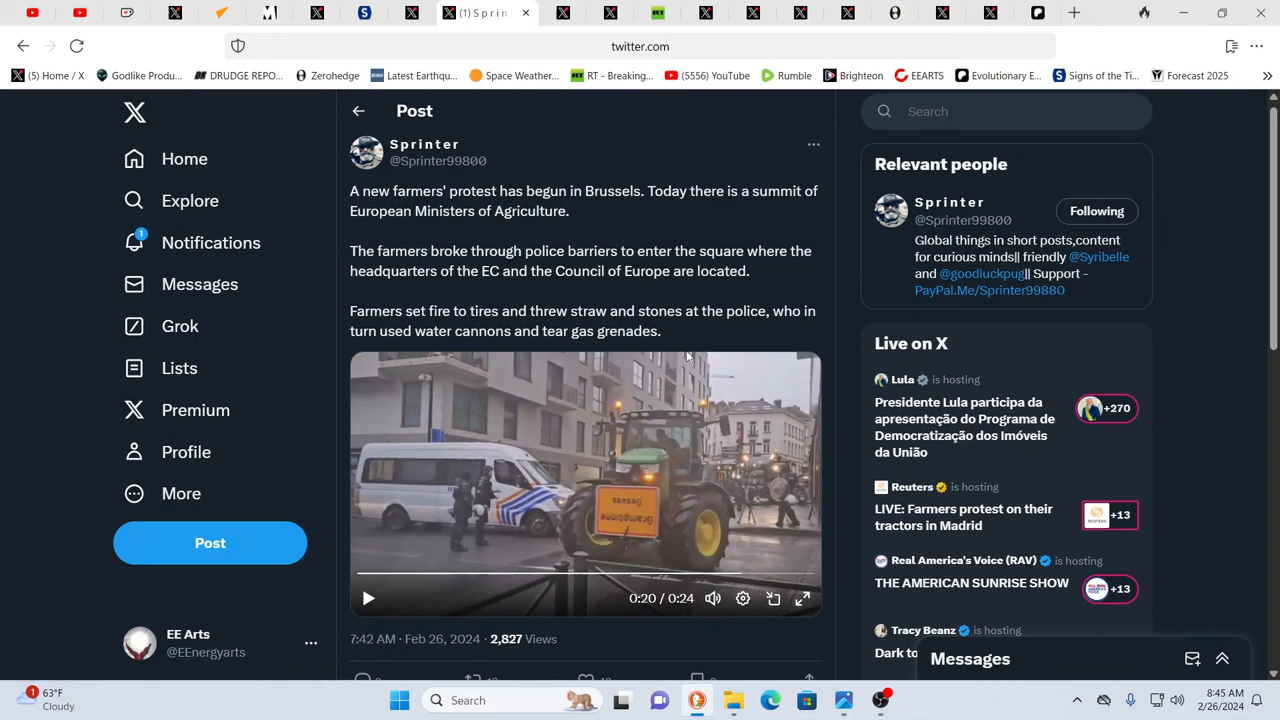 (1) Sprin
twitter.com
(5) Home / X
Godlike Produ...
DRUDGE REPO...
Zerohedge
Latest Earthqu...
Space Weather...
RT - Breaking...
(5556) YouTube
Rumble
Brighteon
EEARTS
Evolutionary E...
Signs of the Ti...
Forecast 2025
Home
Explore
1
Notifications
Messages
Grok
Lists
Premium
Profile
More
Post
EE Arts
@EEnergyarts
Post
Sprinter
@Sprinter99800
A new farmers' protest has begun in Brussels. Today there is a summit of
European Ministers of Agriculture.
The farmers broke through police barriers to enter the square where the
headquarters of the EC and the Council of Europe are located.
Farmers set fire to tires and threw straw and stones at the police, who in
turn used water cannons and tear gas grenades.
0:20 / 0:24
7:42 AM · Feb 26, 2024 · 2,827 Views
Search
Relevant people
Sprinter
@Sprinter99800
Following
Global things in short posts,content
for curious minds|| friendly @Syribelle
and @goodluckpug|| Support -
PayPal.Me/Sprinter99880
Live on X
Lula is hosting
Presidente Lula participa da
apresentação do Programa de
Democratização dos Imóveis
da União
+270
Reuters is hosting
LIVE: Farmers protest on their
tractors in Madrid
+13
Real America's Voice (RAV) is hosting
THE AMERICAN SUNRISE SHOW
+13
Tracy Beanz is hosting
Dark to
Messages
1
63°F
Cloudy
Search
8:45 AM
2/26/2024